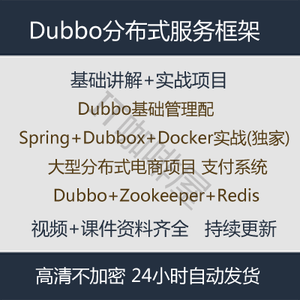 Dubbo分布式服务框架
基础讲解+实战项目
Dubbo基础管理配
Spring+Dubbox+Docker实战(独家)
大型分布式电商项目 支付系统
Dubbo+Zookeeper+Redis
视频+课件资料齐全 持续更新
高清不加密 24小时自动发货